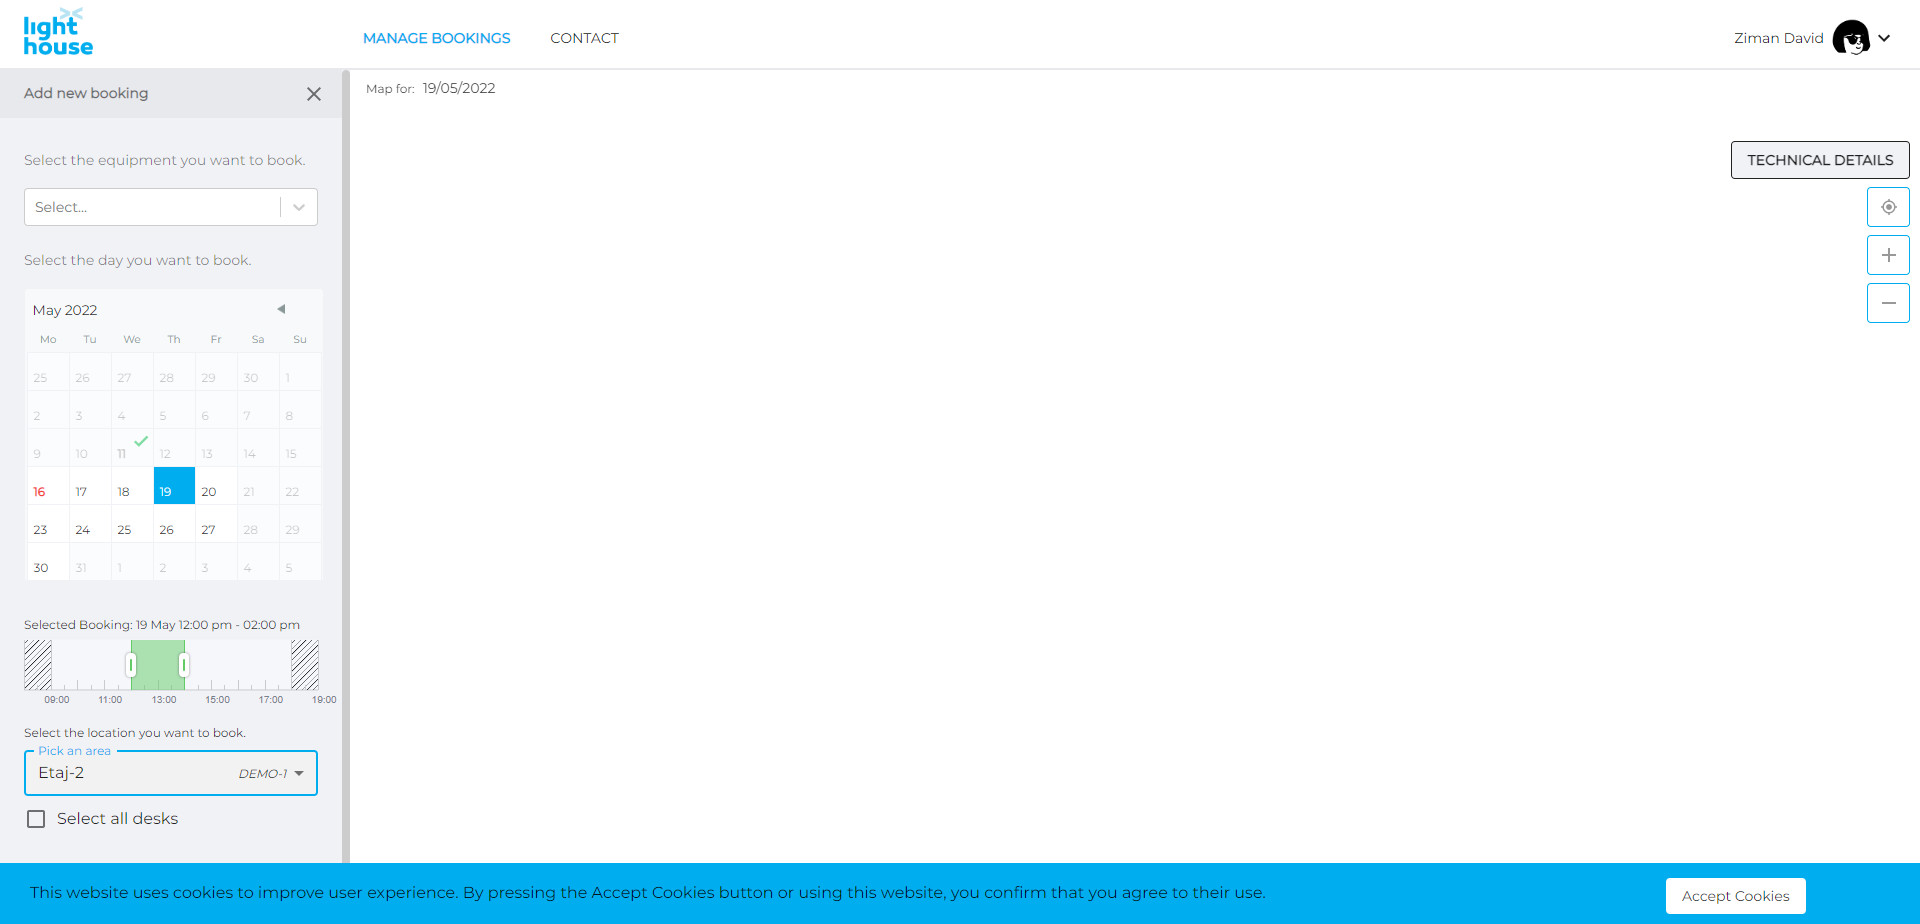 light
house
MANAGE BOOKINGS
CONTACT
Ziman David
Add new booking
Map for: 19/05/2022
Select the equipment you want to book.
TECHNICAL DETAILS
Select...
Select the day you want to book.
May 2022
Mo Tu We Th Fr Sa Su
25 26 27 28 29 30 1
2 3 4 5 6 7 8
9 10 11 12 13 14 15
16 17 18 19 20 21 22
23 24 25 26 27 28 29
30 31 1 2 3 4 5
Selected Booking: 19 May 12:00 pm - 02:00 pm
09:00 11:00 13:00 15:00 17:00 19:00
Select the location you want to book.
Pick an area
Etaj-2 DEMO-1
Select all desks
This website uses cookies to improve user experience. By pressing the Accept Cookies button or using this website, you confirm that you agree to their use.
Accept Cookies